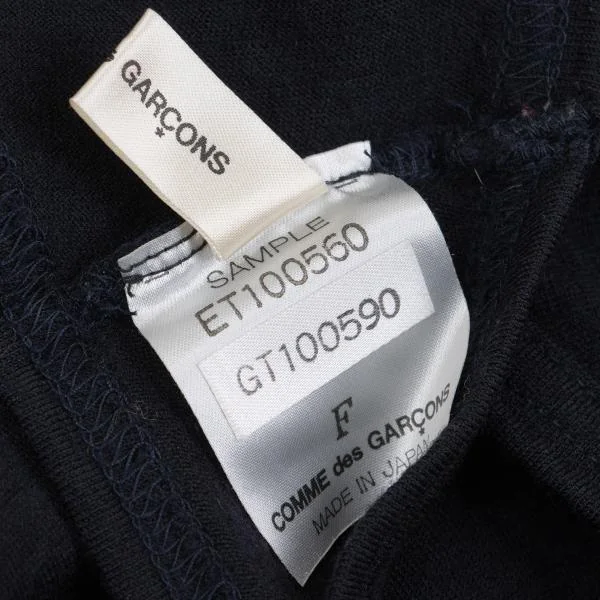 GARÇONS
*
SAMPLE
ET100560
GT100590
F
COMME des GARÇONS
*
MADE IN JAPAN